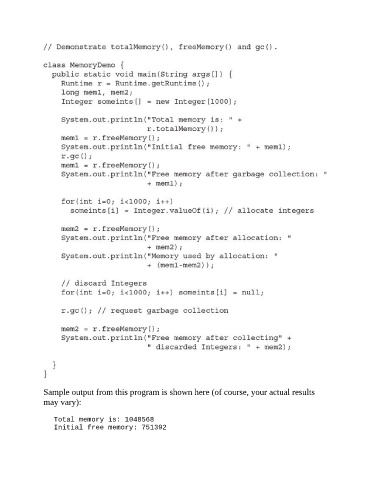 // Demonstrate totalMemory(), freeMemory() and gc().
class MemoryDemo {
  public static void main(String args[]) {
    Runtime r = Runtime.getRuntime();
    long mem1, mem2;
    Integer someints[] = new Integer[1000];
    System.out.println("Total memory is: " +
                       r.totalMemory());
    mem1 = r.freeMemory();
    System.out.println("Initial free memory: " + mem1);
    r.gc();
    mem1 = r.freeMemory();
    System.out.println("Free memory after garbage collection: "
                       + mem1);
    for(int i=0; i<1000; i++)
      someints[i] = Integer.valueOf(i); // allocate integers
    mem2 = r.freeMemory();
    System.out.println("Free memory after allocation: "
                       + mem2);
    System.out.println("Memory used by allocation: "
                       + (mem1-mem2));
    // discard Integers
    for(int i=0; i<1000; i++) someints[i] = null;
    r.gc(); // request garbage collection
    mem2 = r.freeMemory();
    System.out.println("Free memory after collecting" +
                       " discarded Integers: " + mem2);
  }
}
Sample output from this program is shown here (of course, your actual results
may vary):
Total memory is: 1048568
Initial free memory: 751392